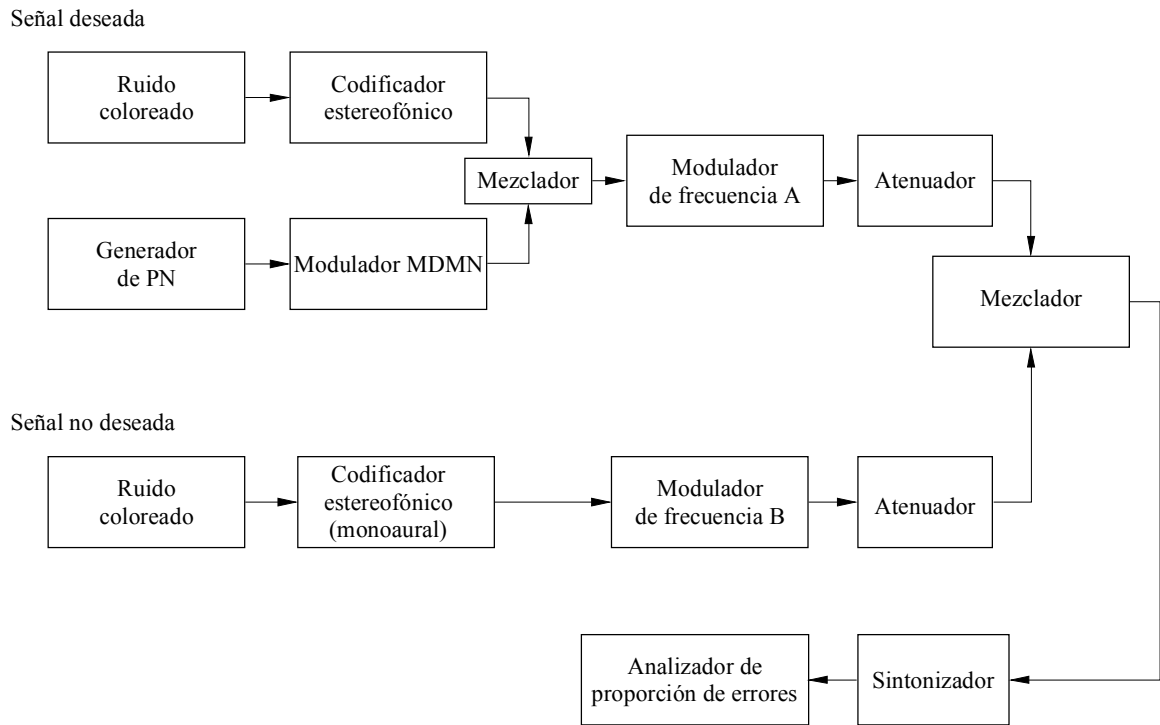 Señal deseada
Ruido
coloreado
Codificador
estereofónico
Mezclador
Modulador
de frecuencia A
Atenuador
Generador
de PN
Modulador MDMN
Mezclador
Señal no deseada
Ruido
coloreado
Codificador
estereofónico
(monoaural)
Modulador
de frecuencia B
Atenuador
Analizador de
proporción de errores
Sintonizador